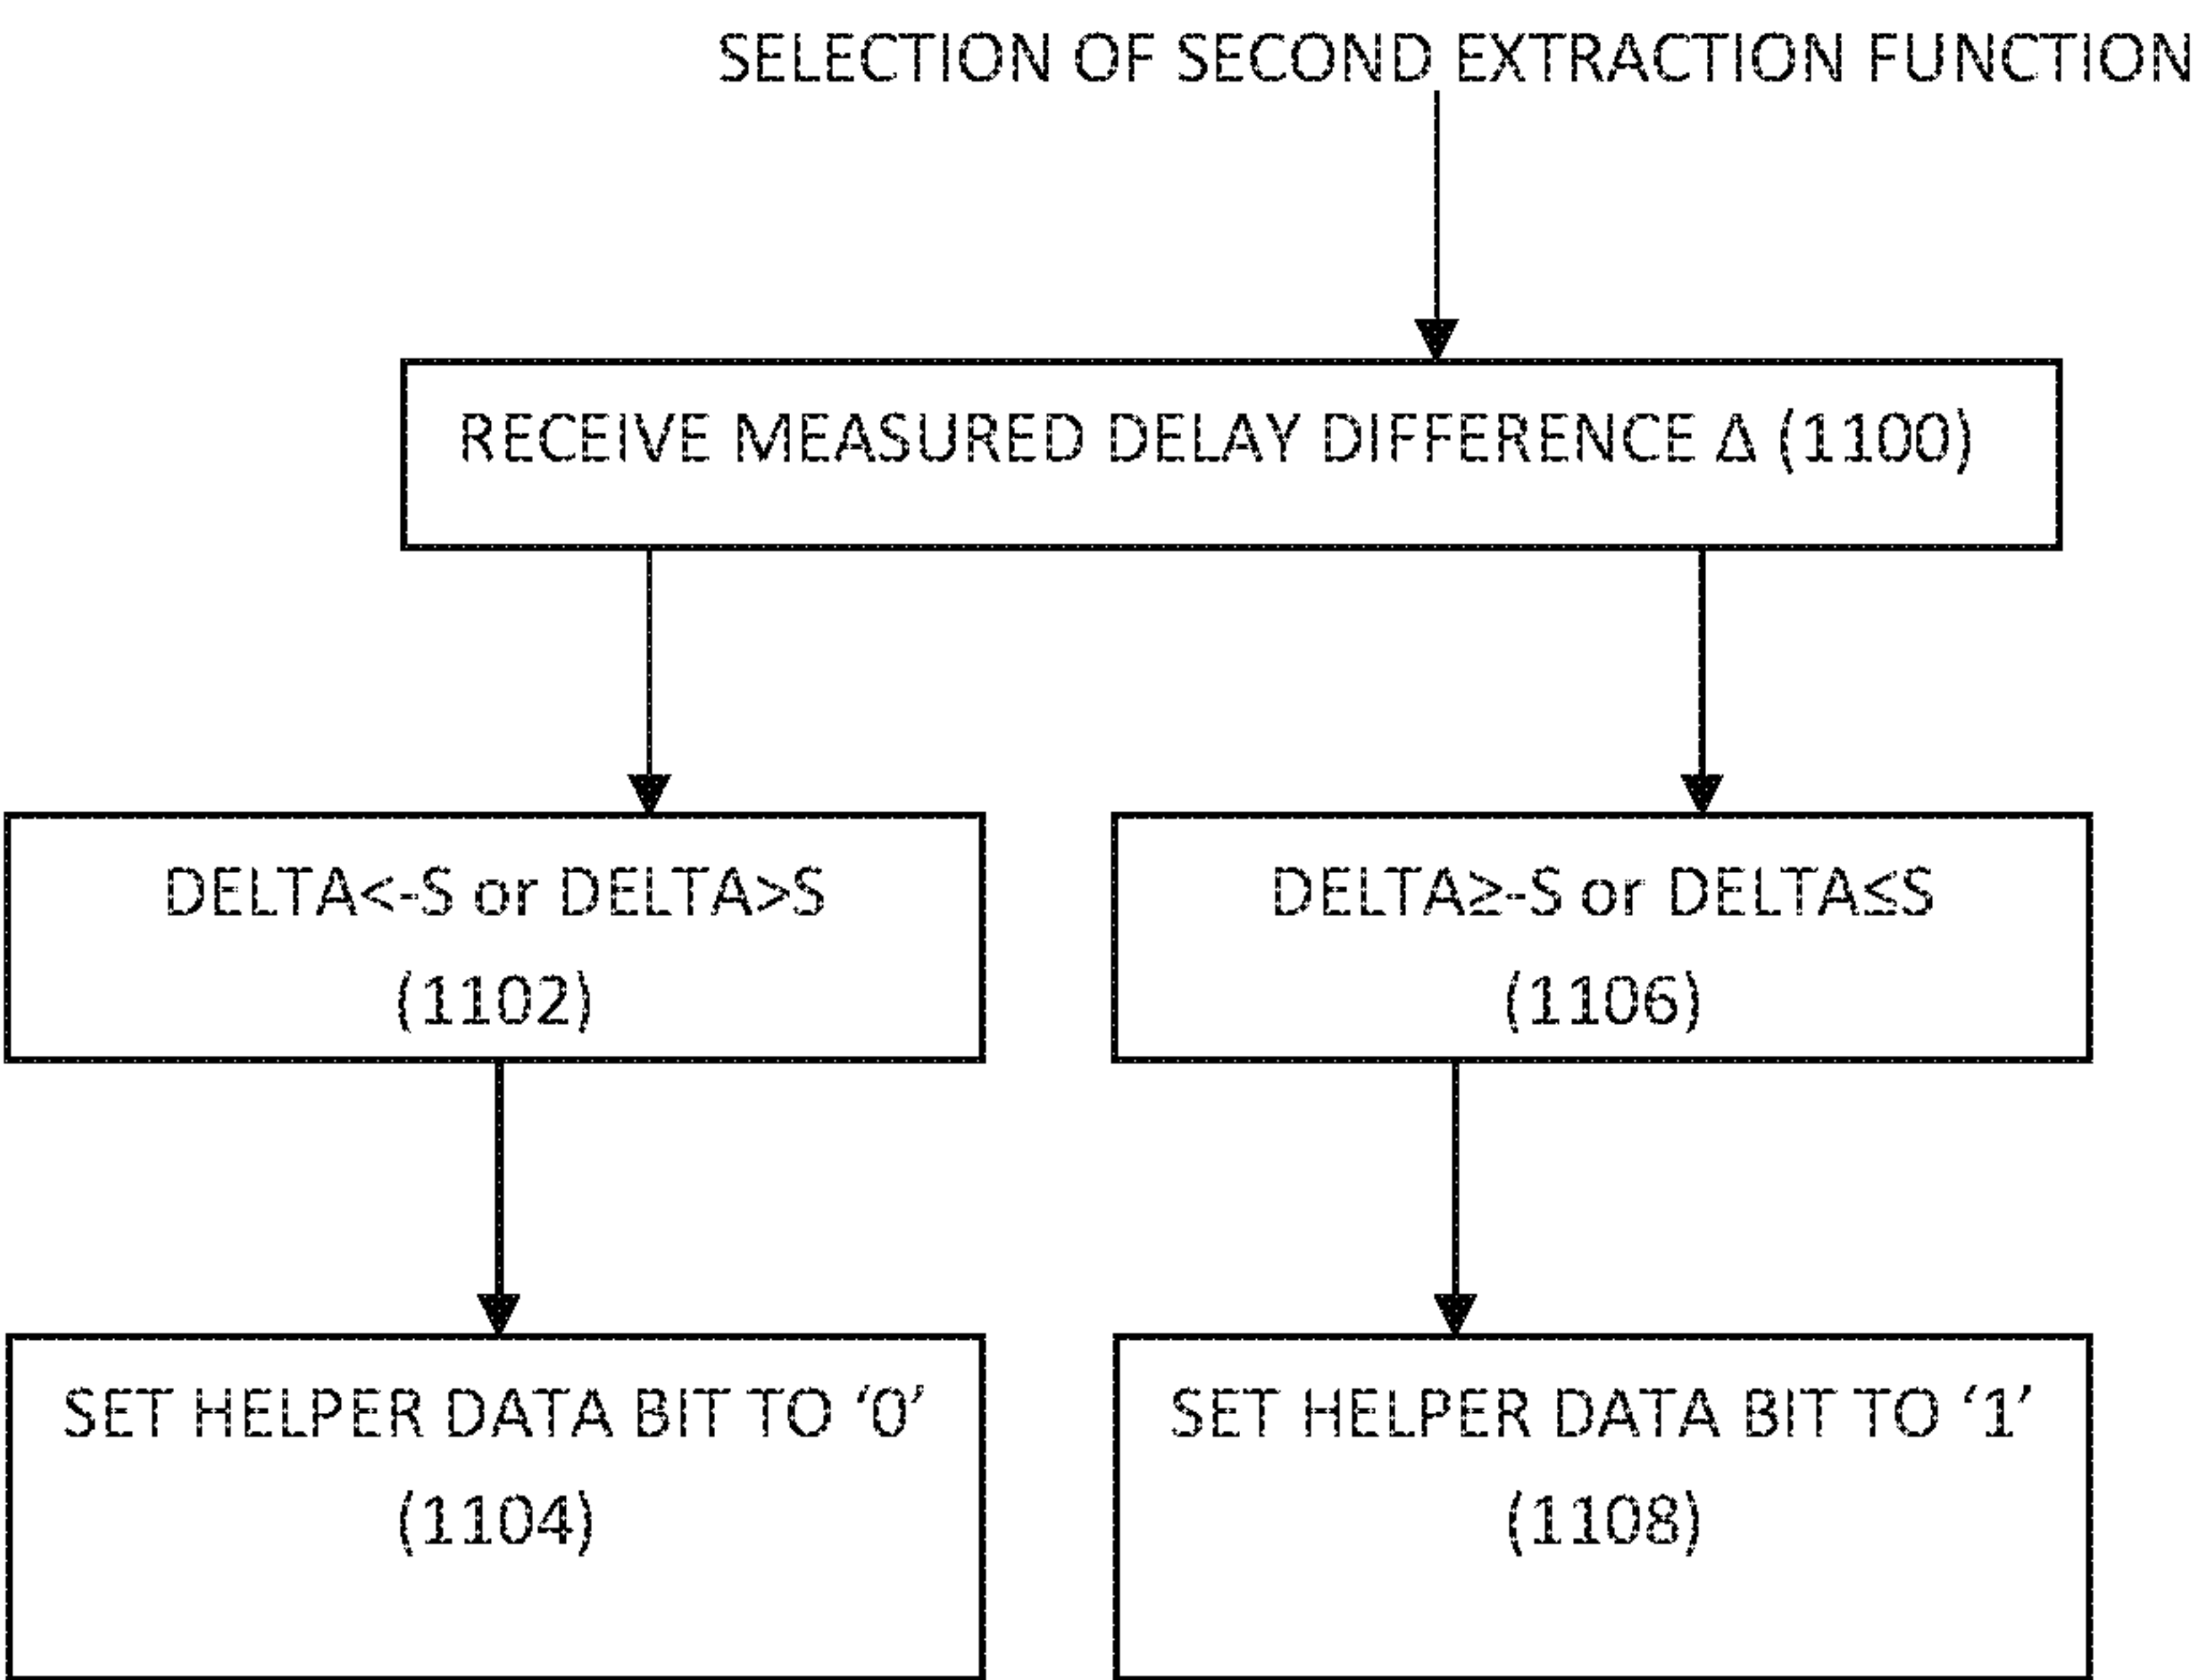 SELECTION OF SECOND EXTRACTION FUNCTION
RECEIVE MEASURED DELAY DIFFERENCE Δ (1100)
DELTA<-S or DELTA>S
(1102)
DELTA≥-S or DELTA≤S
(1106)
SET HELPER DATA BIT TO ‘0’
(1104)
SET HELPER DATA BIT TO ‘1’
(1108)